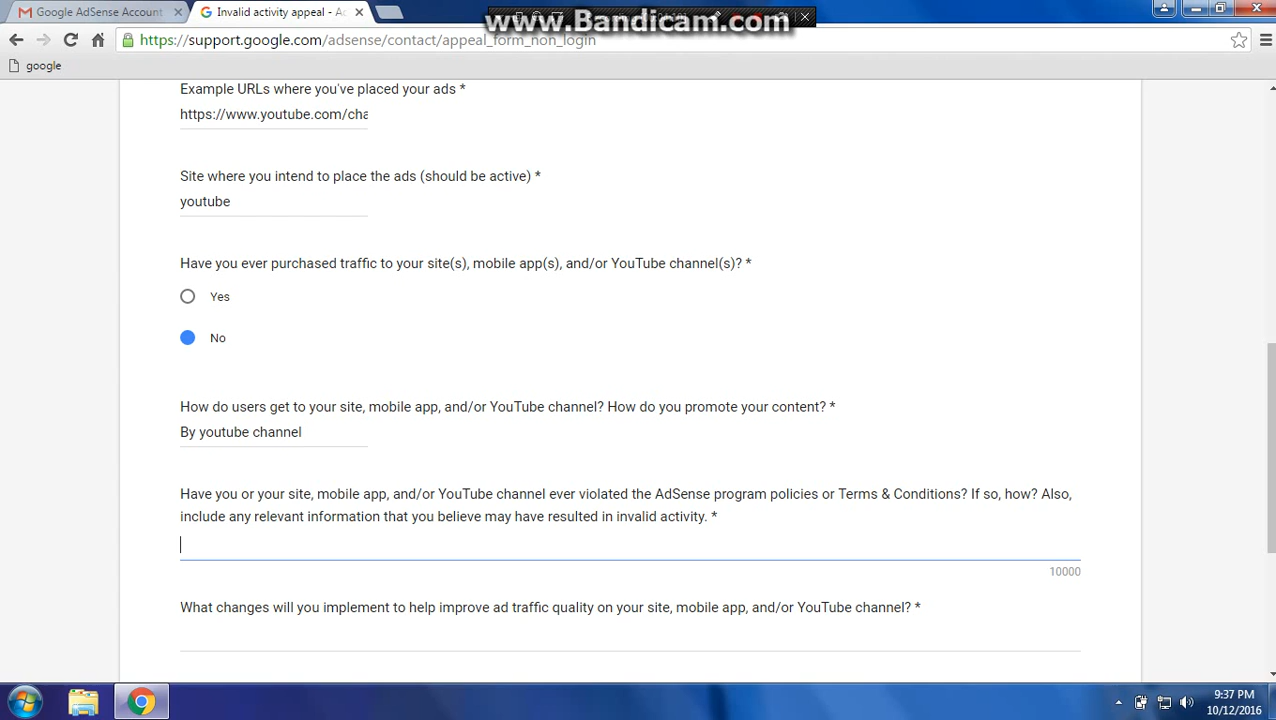 Google AdSense Account
Invalid activity appeal - Ad
www.Bandicam.com
https://support.google.com/adsense/contact/appeal_form_non_login
google
Example URLs where you've placed your ads *
https://www.youtube.com/cha
Site where you intend to place the ads (should be active) *
youtube
Have you ever purchased traffic to your site(s), mobile app(s), and/or YouTube channel(s)? *
Yes
No
How do users get to your site, mobile app, and/or YouTube channel? How do you promote your content? *
By youtube channel
Have you or your site, mobile app, and/or YouTube channel ever violated the AdSense program policies or Terms & Conditions? If so, how? Also,
include any relevant information that you believe may have resulted in invalid activity. *
10000
What changes will you implement to help improve ad traffic quality on your site, mobile app, and/or YouTube channel? *
9:37 PM
10/12/2016